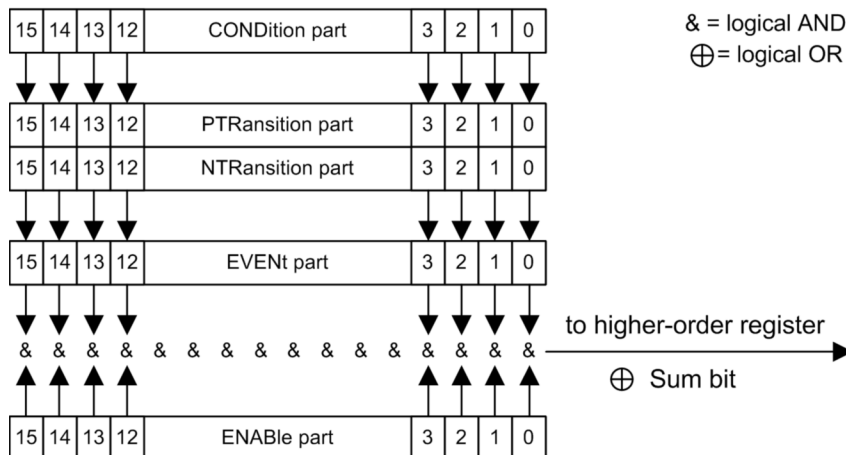 15 14 13 12 CONDition part 3 2 1 0
& = logical AND
⊕ = logical OR
15 14 13 12 PTRansition part 3 2 1 0
15 14 13 12 NTRansition part 3 2 1 0
15 14 13 12 EVENt part 3 2 1 0
to higher-order register
& & & & & & & & & & & & & & & &
⊕ Sum bit
15 14 13 12 ENABle part 3 2 1 0